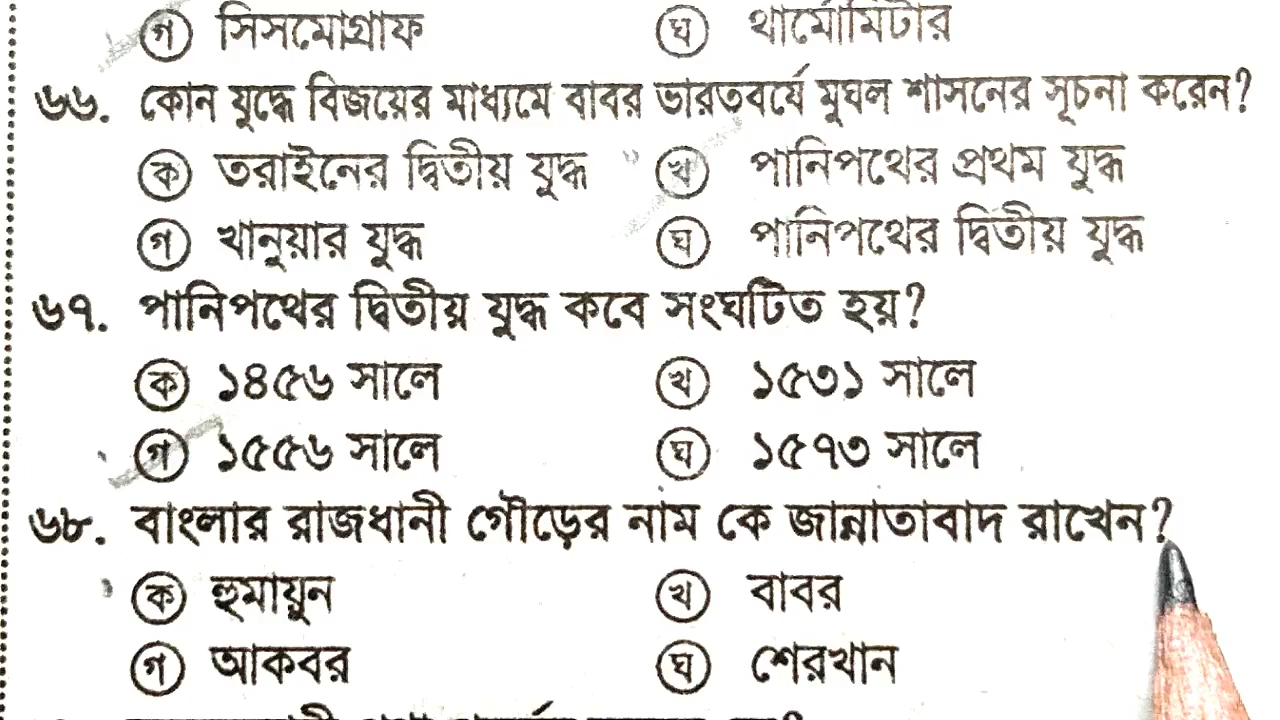 গ সিসমোগ্রাফ ঘ থার্মোমিটার
৬৬. কোন যুদ্ধে বিজয়ের মাধ্যমে বাবর ভারতবর্ষে মুঘল শাসনের সূচনা করেন?
ক তরাইনের দ্বিতীয় যুদ্ধ খ পানিপথের প্রথম যুদ্ধ
গ খানুয়ার যুদ্ধ ঘ পানিপথের দ্বিতীয় যুদ্ধ
৬৭. পানিপথের দ্বিতীয় যুদ্ধ কবে সংঘটিত হয়?
ক ১৪৫৬ সালে খ ১৫৩১ সালে
গ ১৫৫৬ সালে ঘ ১৫৭৩ সালে
৬৮. বাংলার রাজধানী গৌড়ের নাম কে জান্নাতাবাদ রাখেন?
ক হুমায়ুন খ বাবর
গ আকবর ঘ শেরখান